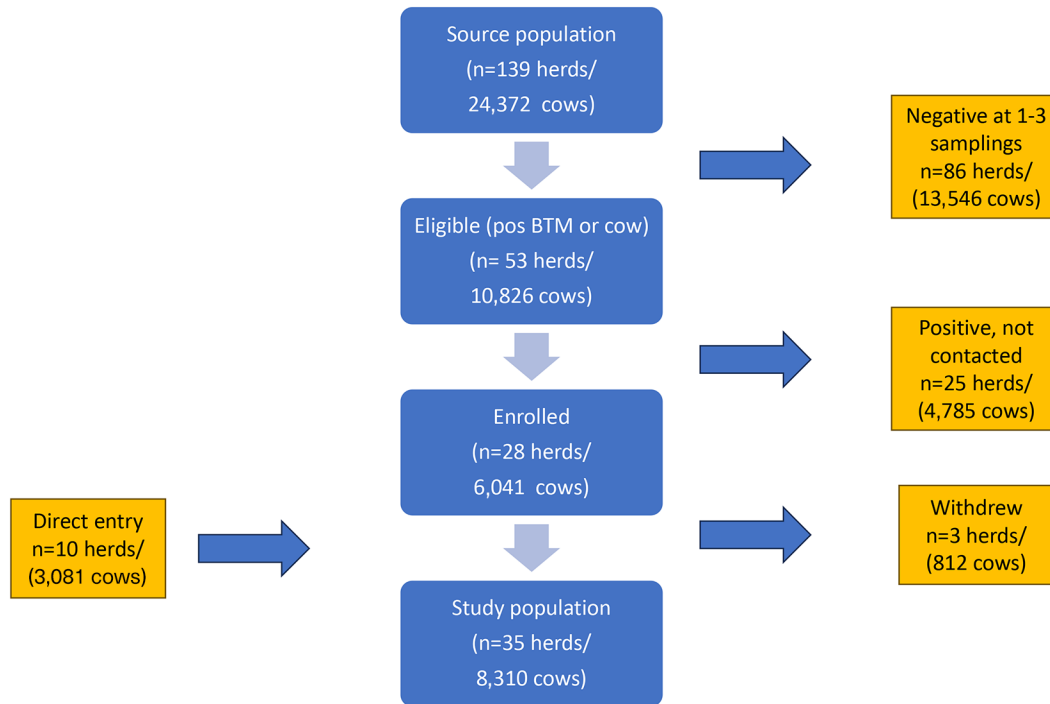 Source population
(n=139 herds/
24,372 cows)
Negative at 1-3
samplings
n=86 herds/
(13,546 cows)
Eligible (pos BTM or cow)
(n= 53 herds/
10,826 cows)
Positive, not
contacted
n=25 herds/
(4,785 cows)
Enrolled
(n=28 herds/
6,041 cows)
Direct entry
n=10 herds/
(3,081 cows)
Withdrew
n=3 herds/
(812 cows)
Study population
(n=35 herds/
8,310 cows)